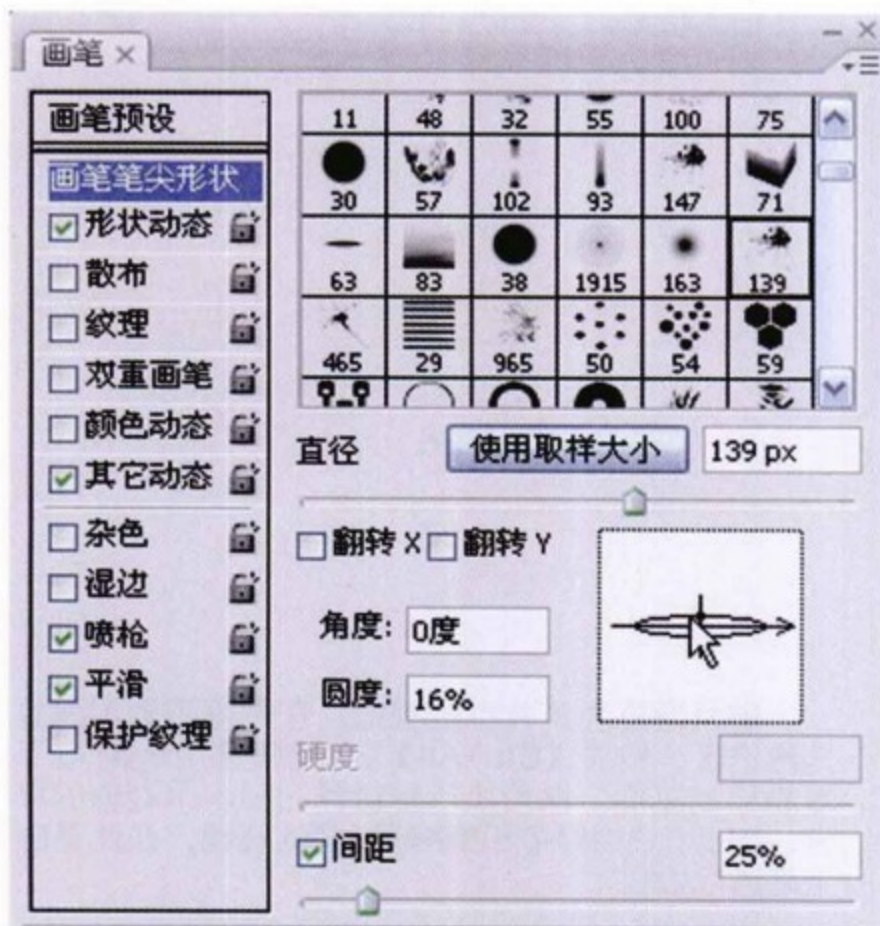 画笔 ×
画笔预设
画笔笔尖形状
形状动态
散布
纹理
双重画笔
颜色动态
其它动态
杂色
湿边
喷枪
平滑
保护纹理
11 48 32 55 100 75
30 57 102 93 147 71
63 83 38 1915 163 139
465 29 965 50 54 59
直径 使用取样大小 139 px
翻转 X 翻转 Y
角度: 0度
圆度: 16%
硬度
间距 25%